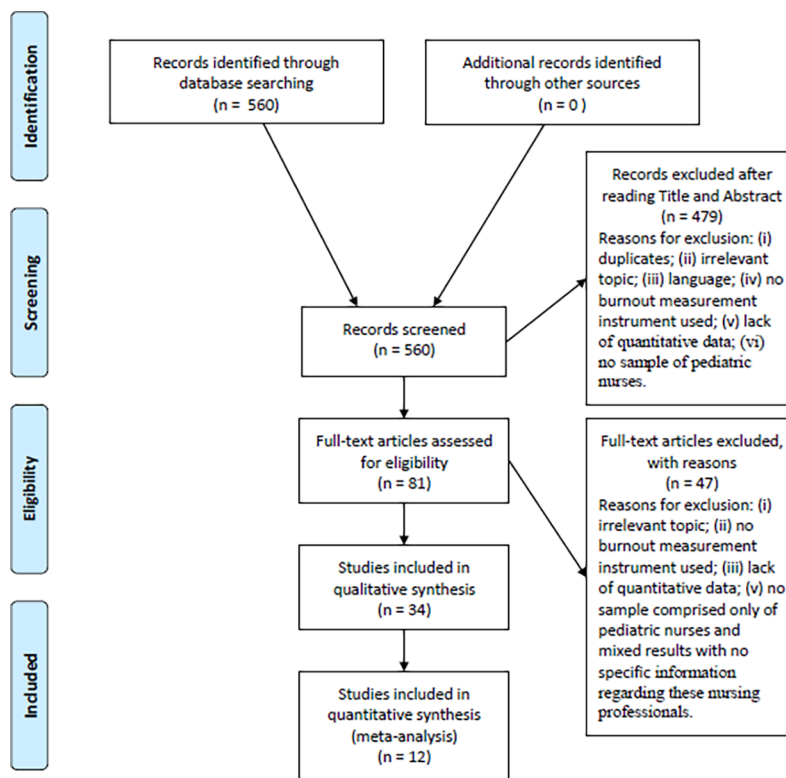 Identification
Records identified through
database searching
(n = 560)
Additional records identified
through other sources
(n = 0 )
Screening
Records excluded after
reading Title and Abstract
(n = 479)
Reasons for exclusion: (i)
duplicates; (ii) irrelevant
topic; (iii) language; (iv) no
burnout measurement
instrument used; (v) lack
of quantitative data; (vi)
no sample of pediatric
nurses.
Records screened
(n = 560)
Eligibility
Full-text articles assessed
for eligibility
(n = 81)
Full-text articles excluded,
with reasons
(n = 47)
Reasons for exclusion: (i)
irrelevant topic; (ii) no
burnout measurement
instrument used; (iii) lack
of quantitative data; (v) no
sample comprised only of
pediatric nurses and
mixed results with no
specific information
regarding these nursing
professionals.
Studies included in
qualitative synthesis
(n = 34)
Included
Studies included in
quantitative synthesis
(meta-analysis)
(n = 12)